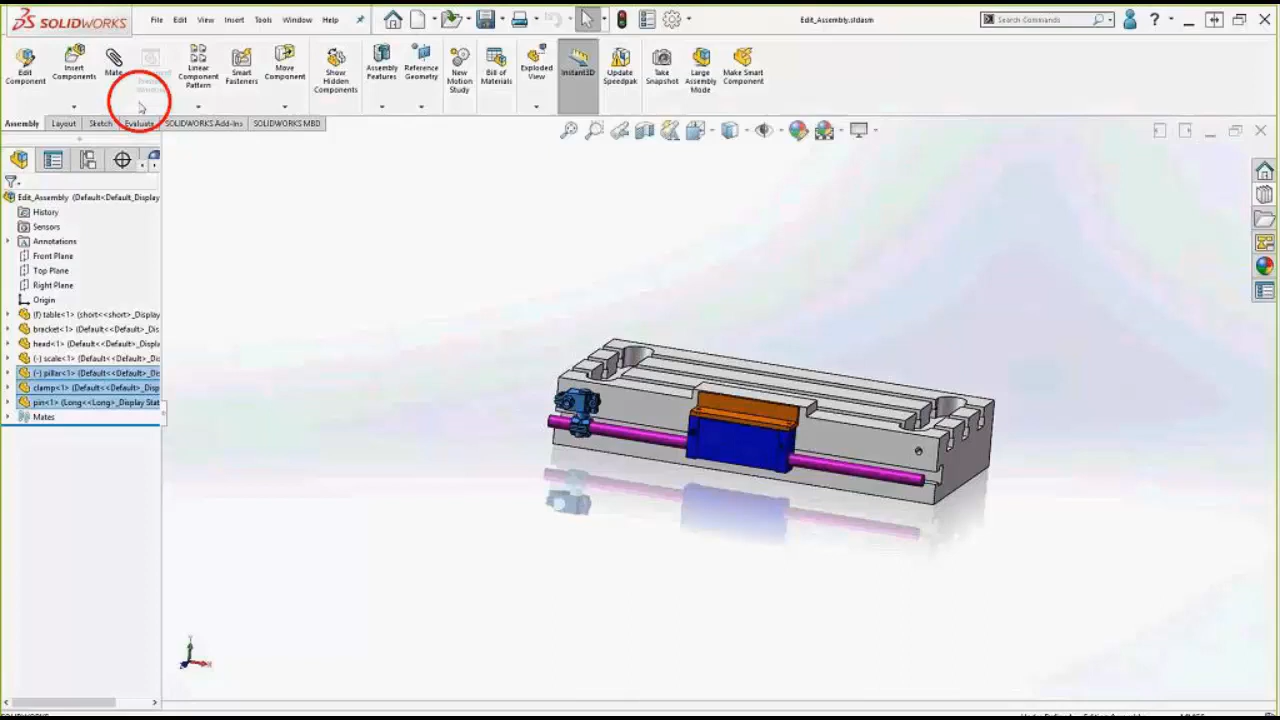 SOLIDWORKS File Edit View Insert Tools Window Help Edit_Assembly.sldasm Search Commands ?
Edit Component
Insert Components
Mate
Linear Component Pattern
Smart Fasteners
Move Component
Show Hidden Components
Assembly Features
Reference Geometry
New Motion Study
Bill of Materials
Exploded View
Instant3D
Update Speedpak
Take Snapshot
Large Assembly Mode
Make Smart Component
Assembly Layout Sketch Evaluate SOLIDWORKS Add-Ins SOLIDWORKS MBD
Edit_Assembly (Default<Default_Display
History
Sensors
Annotations
Front Plane
Top Plane
Right Plane
Origin
(f) table<1> (short<<short>_Display
bracket<1> (Default<<Default>_Dis
head<1> (Default<<Default>_Displa
(-) scale<1> (Default<<Default>_Dis
(-) pillar<1> (Default<<Default>_Dis
clamp<1> (Default<<Default>_Disp
pin<1> (Long<<Long>_Display Stat
Mates